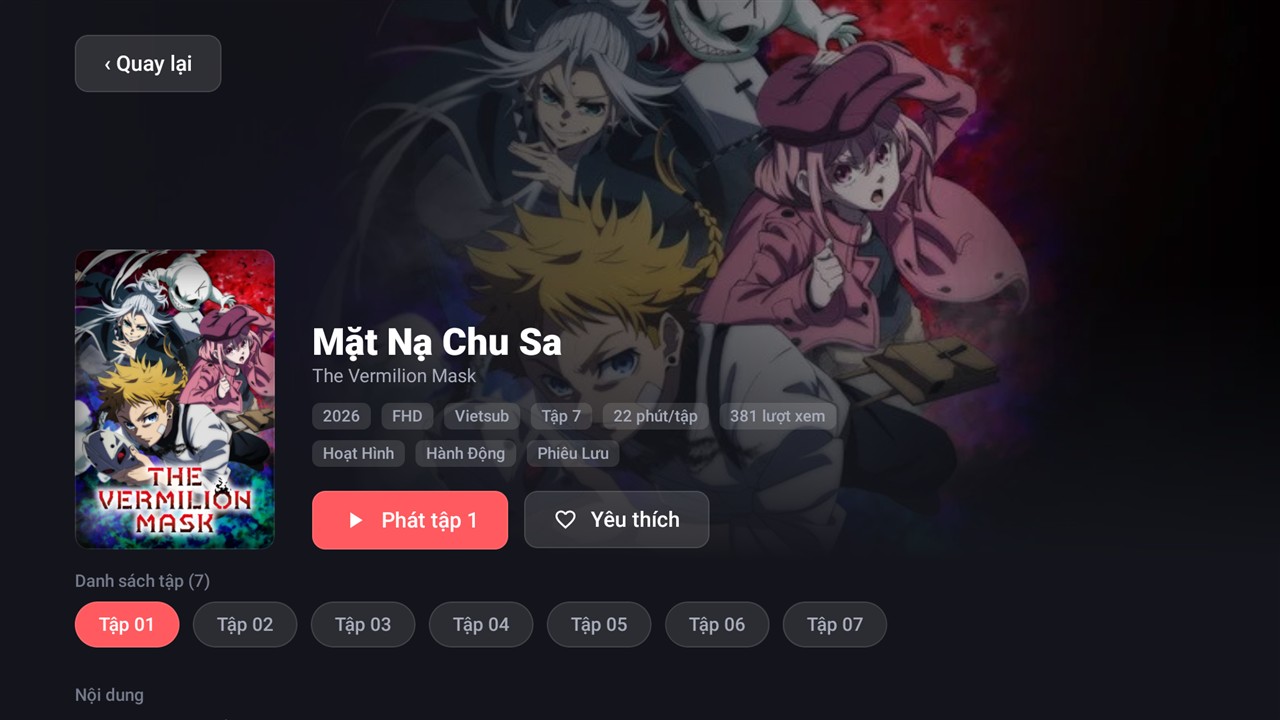 ‹ Quay lại
THE
VERMILION
MASK
Mặt Nạ Chu Sa
The Vermilion Mask
2026 FHD Vietsub Tập 7 22 phút/tập 381 lượt xem
Hoạt Hình Hành Động Phiêu Lưu
Phát tập 1 Yêu thích
Danh sách tập (7)
Tập 01 Tập 02 Tập 03 Tập 04 Tập 05 Tập 06 Tập 07
Nội dung